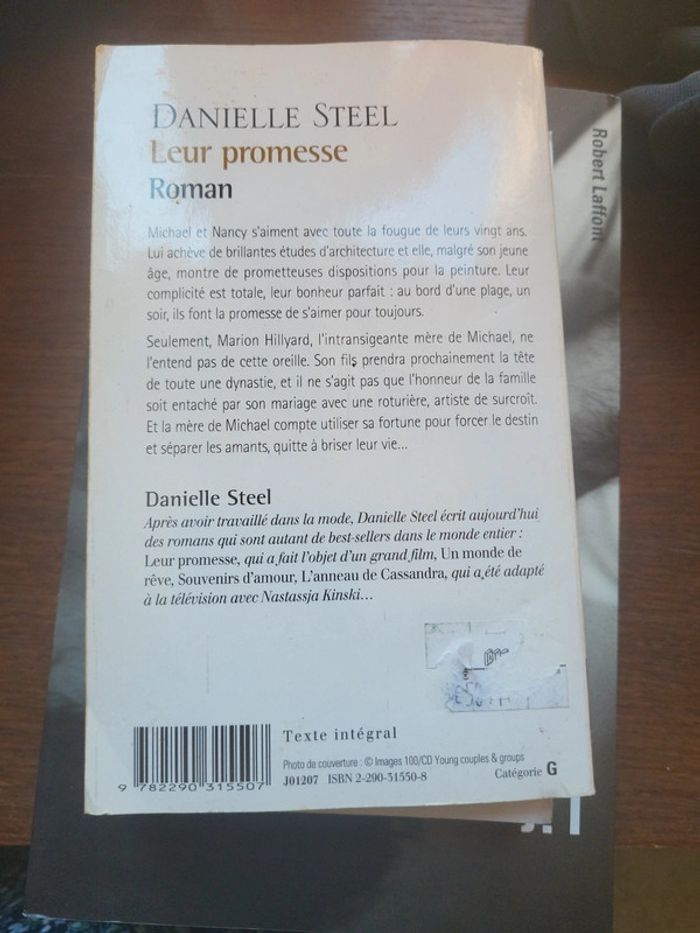 DANIELLE STEEL
Leur promesse
Roman
Michael et Nancy s'aiment avec toute la fougue de leurs vingt ans.
Lui achève de brillantes études d'architecture et elle, malgré son jeune
âge, montre de prometteuses dispositions pour la peinture. Leur
complicité est totale, leur bonheur parfait : au bord d'une plage, un
soir, ils font la promesse de s'aimer pour toujours.
Seulement, Marion Hillyard, l'intransigeante mère de Michael, ne
l'entend pas de cette oreille. Son fils prendra prochainement la tête
de toute une dynastie, et il ne s'agit pas que l'honneur de la famille
soit entaché par son mariage avec une roturière, artiste de surcroît.
Et la mère de Michael compte utiliser sa fortune pour forcer le destin
et séparer les amants, quitte à briser leur vie...
Danielle Steel
Après avoir travaillé dans la mode, Danielle Steel écrit aujourd'hui
des romans qui sont autant de best-sellers dans le monde entier :
Leur promesse, qui a fait l'objet d'un grand film, Un monde de
rêve, Souvenirs d'amour, L'anneau de Cassandra, qui a été adapté
à la télévision avec Nastassja Kinski...
Texte intégral
Photo de couverture : © Images 100/CD Young couples & groups
J01207 ISBN 2-290-31550-8
Catégorie G
9 782290 315507
Robert Laffont